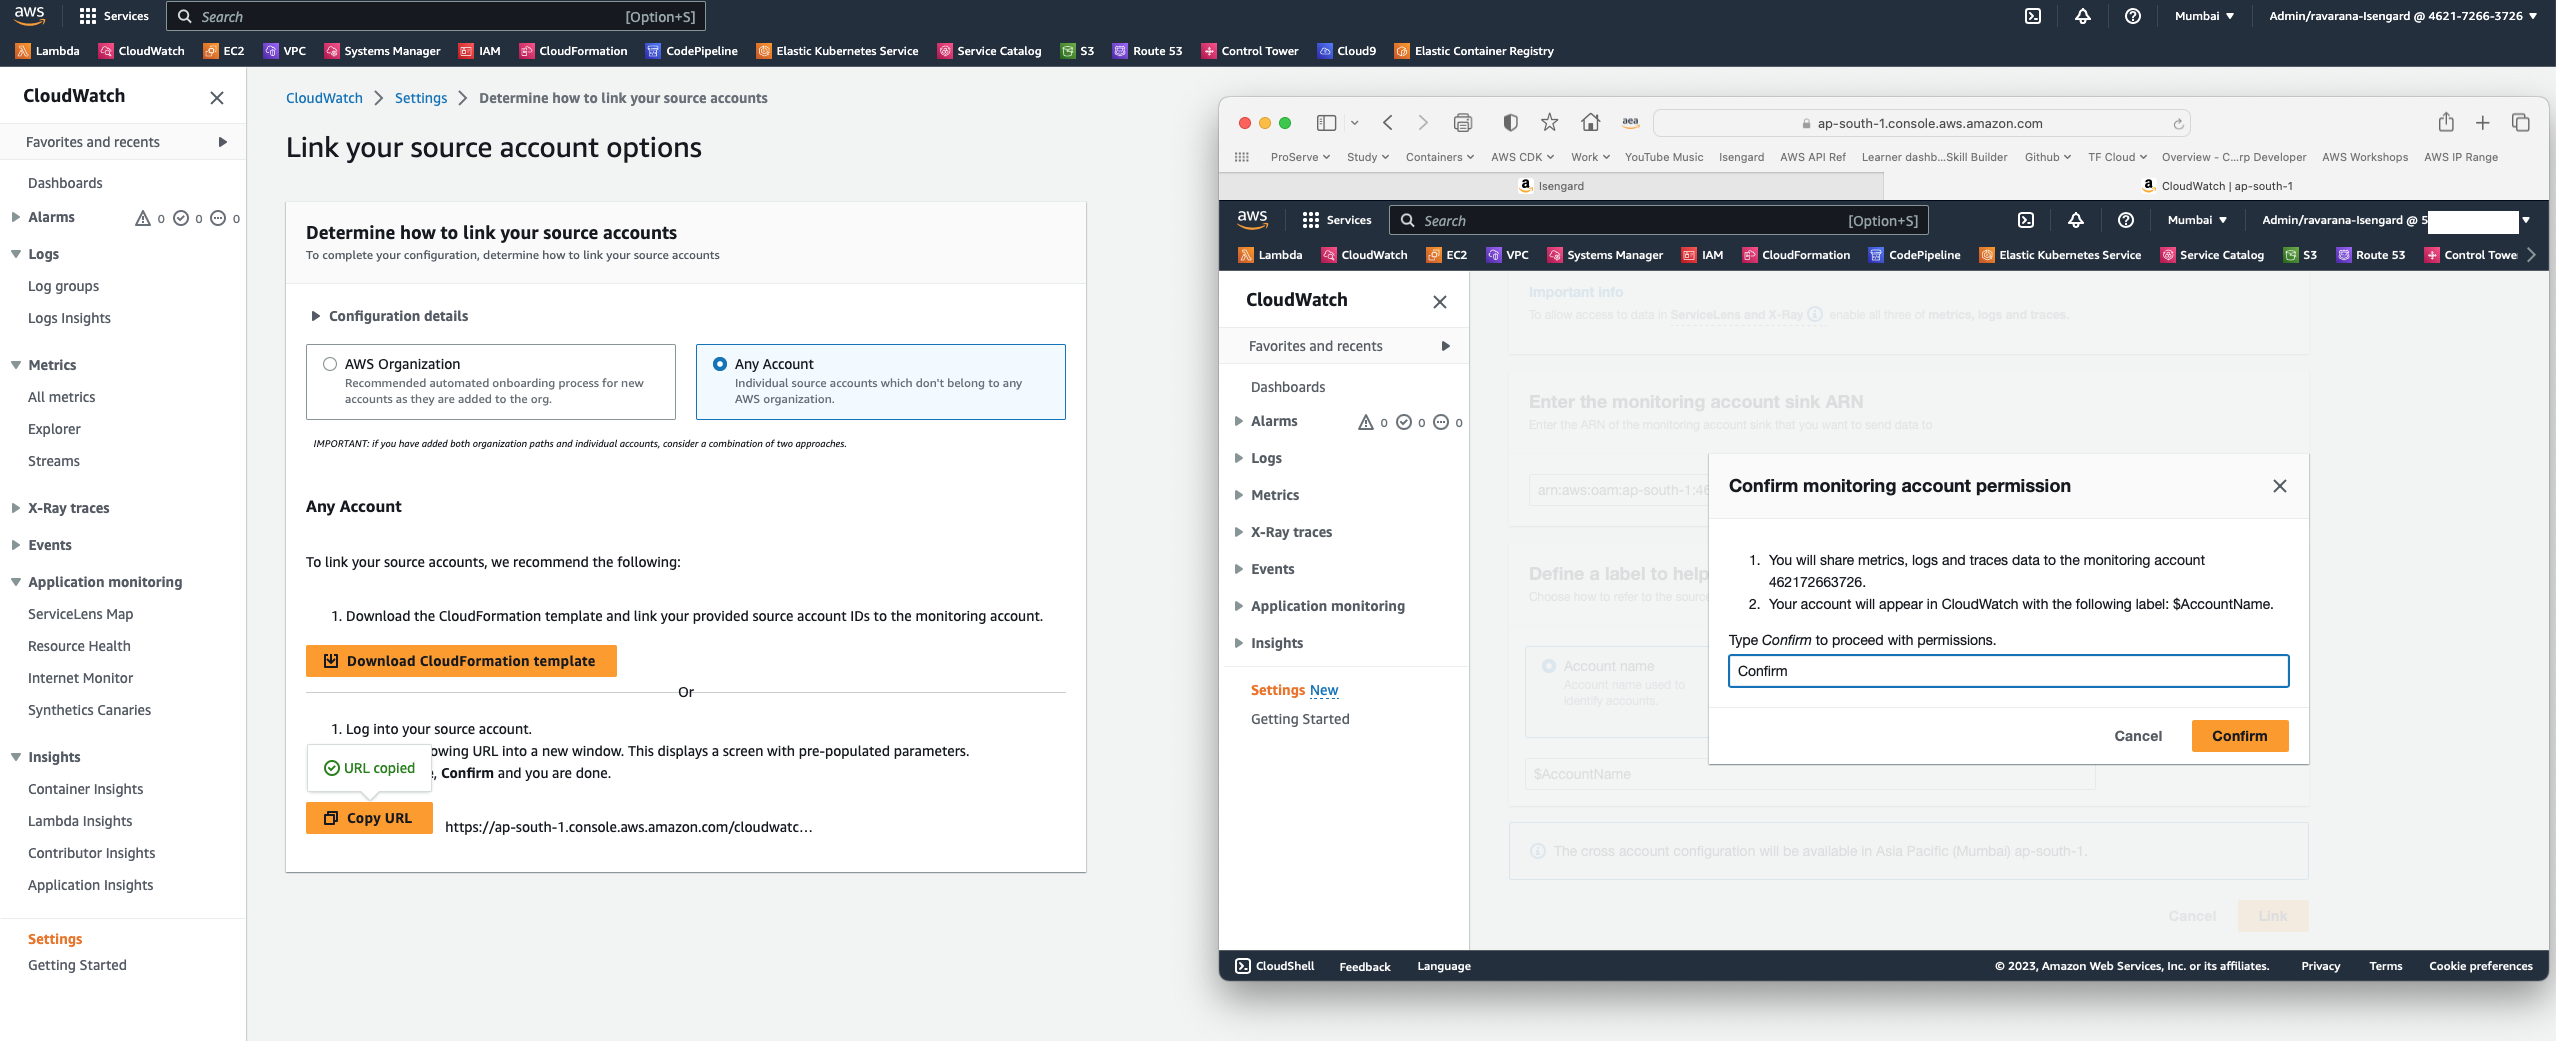 aws Services Search [Option+S] Mumbai Admin/ravarana-Isengard @ 4621-7266-3726
Lambda CloudWatch EC2 VPC Systems Manager IAM CloudFormation CodePipeline Elastic Kubernetes Service Service Catalog S3 Route 53 Control Tower Cloud9 Elastic Container Registry
CloudWatch
Favorites and recents
Dashboards
Alarms 0 0 0
Logs
Log groups
Logs Insights
Metrics
All metrics
Explorer
Streams
X-Ray traces
Events
Application monitoring
ServiceLens Map
Resource Health
Internet Monitor
Synthetics Canaries
Insights
Container Insights
Lambda Insights
Contributor Insights
Application Insights
Settings
Getting Started
CloudWatch Settings Determine how to link your source accounts
Link your source account options
Determine how to link your source accounts
To complete your configuration, determine how to link your source accounts
Configuration details
AWS Organization
Recommended automated onboarding process for new
accounts as they are added to the org.
Any Account
Individual source accounts which don't belong to any
AWS organization.
IMPORTANT: if you have added both organization paths and individual accounts, consider a combination of two approaches.
Any Account
To link your source accounts, we recommend the following:
1. Download the CloudFormation template and link your provided source account IDs to the monitoring account.
Download CloudFormation template
Or
1. Log into your source account.
owing URL into a new window. This displays a screen with pre-populated parameters.
, Confirm and you are done.
URL copied
Copy URL https://ap-south-1.console.aws.amazon.com/cloudwatc...
aea ap-south-1.console.aws.amazon.com
ProServe Study Containers AWS CDK Work YouTube Music Isengard AWS API Ref Learner dashb...Skill Builder Github TF Cloud Overview - C...rp Developer AWS Workshops AWS IP Range
a Isengard a CloudWatch | ap-south-1
aws Services Search [Option+S] Mumbai Admin/ravarana-Isengard @ 5
Lambda CloudWatch EC2 VPC Systems Manager IAM CloudFormation CodePipeline Elastic Kubernetes Service Service Catalog S3 Route 53 Control Towe
CloudWatch
Favorites and recents
Dashboards
Alarms 0 0 0
Logs
Metrics
X-Ray traces
Events
Application monitoring
Insights
Settings New
Getting Started
Important info
To allow access to data in ServiceLens and X-Ray enable all three of metrics, logs and traces.
Enter the monitoring account sink ARN
Enter the ARN of the monitoring account sink that you want to send data to
arn:aws:oam:ap-south-1:46
Define a label to help
Choose how to refer to the sourc
Account name
Account name used to
identify accounts.
$AccountName
The cross account configuration will be available in Asia Pacific (Mumbai) ap-south-1.
Cancel Link
Confirm monitoring account permission
1. You will share metrics, logs and traces data to the monitoring account
462172663726.
2. Your account will appear in CloudWatch with the following label: $AccountName.
Type Confirm to proceed with permissions.
Confirm
Cancel Confirm
CloudShell Feedback Language © 2023, Amazon Web Services, Inc. or its affiliates. Privacy Terms Cookie preferences